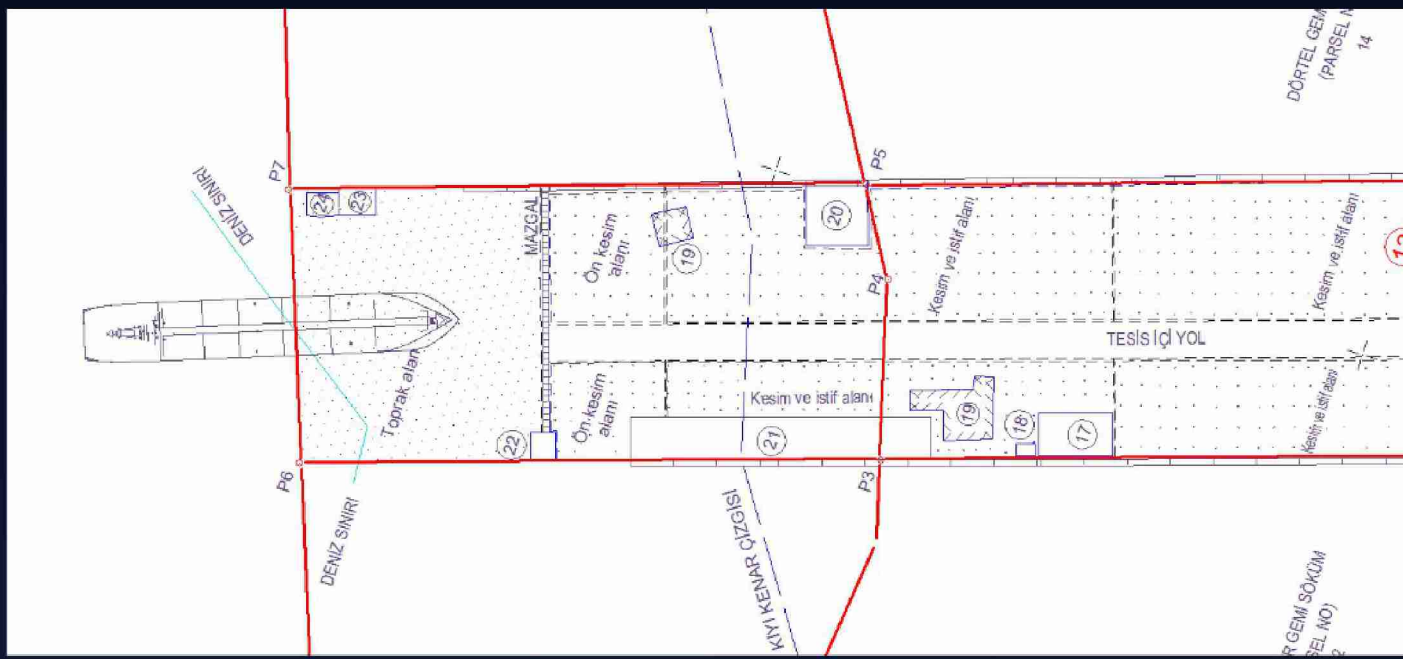 DÖRTEL GEM
(PARSEL N
14
P7
P5
DENİZ SINIRI
24
23
MAZGAL
Ön kesim
alanı
19
20
Kesim ve istif alanı
Kesim ve istif alanı
P4
TESİS İÇİ YOL
Toprak alan
Ön kesim
alanı
Kesim ve istif alanı
19
18
17
Kesim ve istif alanı
22
21
P6
P3
DENİZ SINIRI
KIYI KENAR ÇİZGİSİ
R GEMİ SÖKÜM
SEL NO)
2